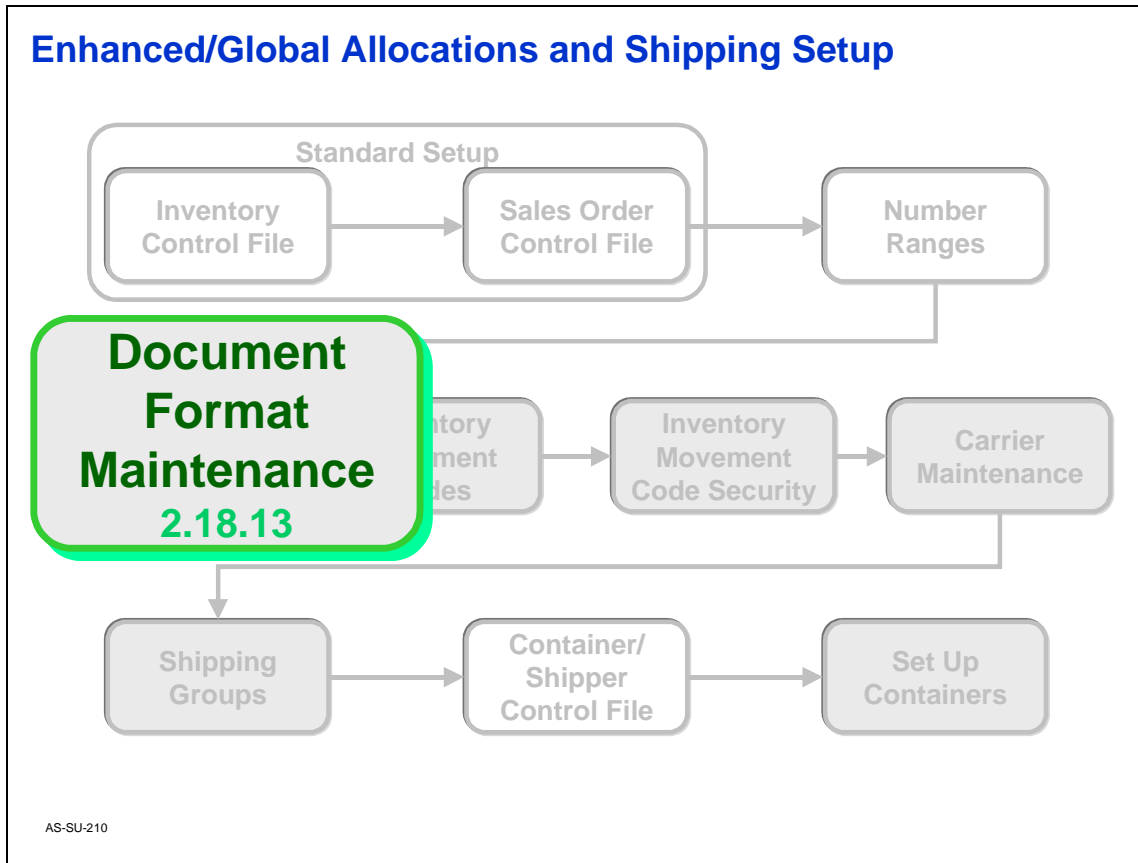 Enhanced/Global Allocations and Shipping Setup
Standard Setup
Inventory
Control File
Sales Order
Control File
Number
Ranges
Document
Format
Maintenance
2.18.13
Inventory
Movement
Code Security
Carrier
Maintenance
Shipping
Groups
Container/
Shipper
Control File
Set Up
Containers
AS-SU-210